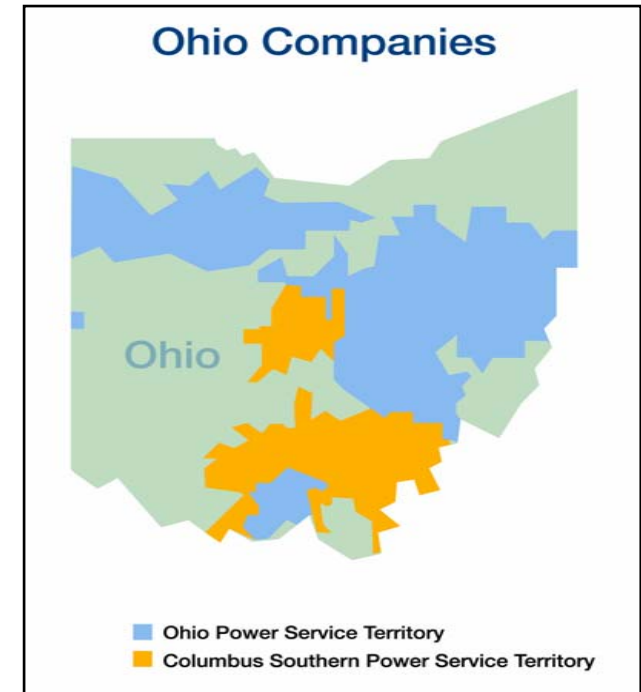 Ohio Companies
Ohio
Ohio Power Service Territory
Columbus Southern Power Service Territory